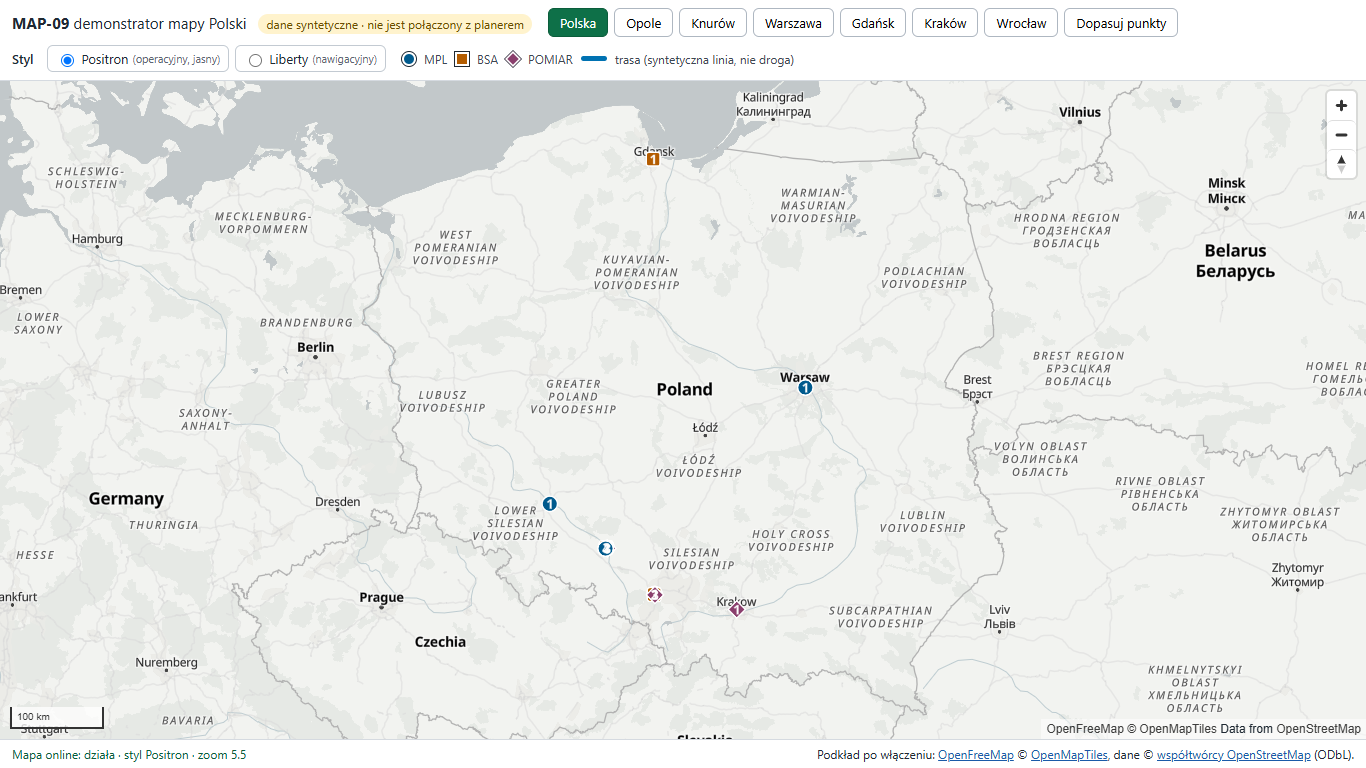 MAP-09 demonstrator mapy Polski
dane syntetyczne · nie jest połączony z planerem
Polska
Opole
Knurów
Warszawa
Gdańsk
Kraków
Wrocław
Dopasuj punkty
Styl
Positron (operacyjny, jasny)
Liberty (nawigacyjny)
MPL
BSA
POMIAR
trasa (syntetyczna linia, nie droga)
Kaliningrad
Калининград
Vilnius
Gdansk
1
SCHLESWIG-
HOLSTEIN
Minsk
Мінск
WARMIAN-
MASURIAN
VOIVODESHIP
MECKLENBURG-
VORPOMMERN
HRODNA REGION
ГРОДЗЕНСКАЯ
ВОБЛАСЦЬ
Hamburg
WEST
POMERANIAN
VOIVODESHIP
Belarus
Беларусь
KUYAVIAN-
POMERANIAN
VOIVODESHIP
PODLACHIAN
VOIVODESHIP
Bremen
LOWER
SAXONY
BRANDENBURG
Berlin
BREST REGION
БРЭСЦКАЯ
ВОБЛАСЦЬ
Warsaw
1
Poland
Brest
Брэст
GREATER
POLAND
VOIVODESHIP
LUBUSZ
VOIVODESHIP
SAXONY-
ANHALT
Łódź
ŁÓDŹ
VOIVODESHIP
VOLYN OBLAST
ВОЛИНСЬКА
ОБЛАСТЬ
RIVNE OBLAST
РІВНЕНСЬКА
ОБЛАСТЬ
Germany
Dresden
1
LOWER
SILESIAN
VOIVODESHIP
THURINGIA
LUBLIN
VOIVODESHIP
ZHYTOMYR OBLAST
ЖИТОМИРСЬКА
ОБЛАСТЬ
HOLY CROSS
VOIVODESHIP
HESSE
SILESIAN
VOIVODESHIP
Zhytomyr
Житомир
Prague
Krakow
1
SUBCARPATHIAN
VOIVODESHIP
Lviv
Львів
Czechia
Nuremberg
KHMELNYTSKYI
OBLAST
ХМЕЛЬНИЦЬКА
ОБЛАСТЬ
100 km
Stuttgart
BAVARIA
OpenFreeMap © OpenMapTiles Data from OpenStreetMap
Mapa online: działa · styl Positron · zoom 5.5
Podkład po włączeniu: OpenFreeMap © OpenMapTiles, dane © współtwórcy OpenStreetMap (ODbL).